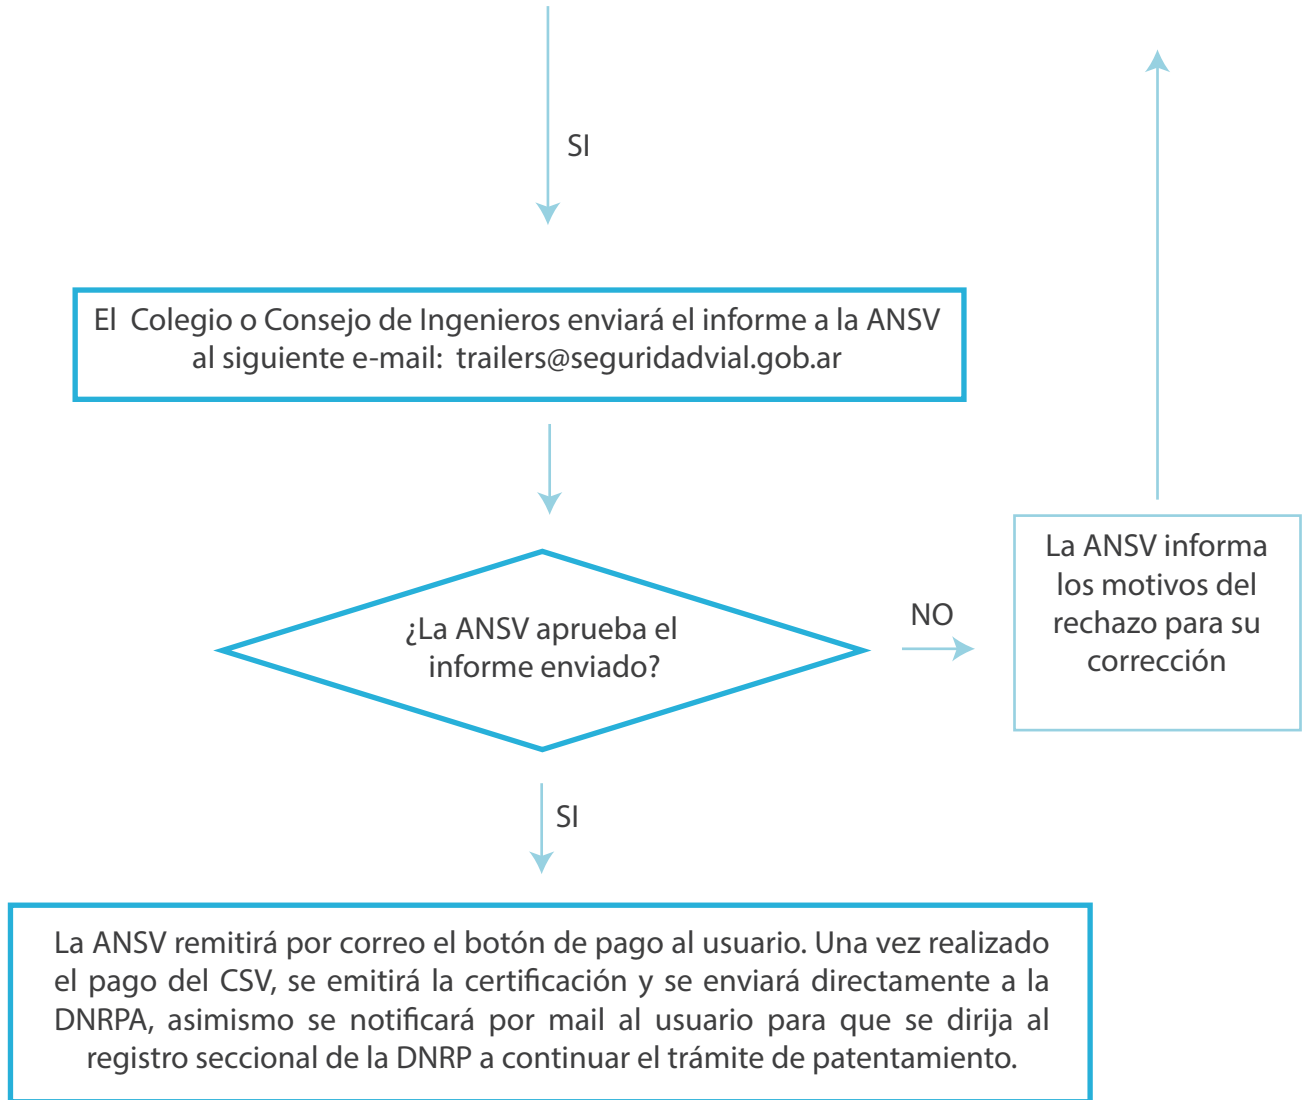 SI
El Colegio o Consejo de Ingenieros enviará el informe a la ANSV
al siguiente e-mail: trailers@seguridadvial.gob.ar
¿La ANSV aprueba el
informe enviado?
NO
La ANSV informa
los motivos del
rechazo para su
corrección
SI
La ANSV remitirá por correo el botón de pago al usuario. Una vez realizado
el pago del CSV, se emitirá la certificación y se enviará directamente a la
DNRPA, asimismo se notificará por mail al usuario para que se dirija al
registro seccional de la DNRP a continuar el trámite de patentamiento.